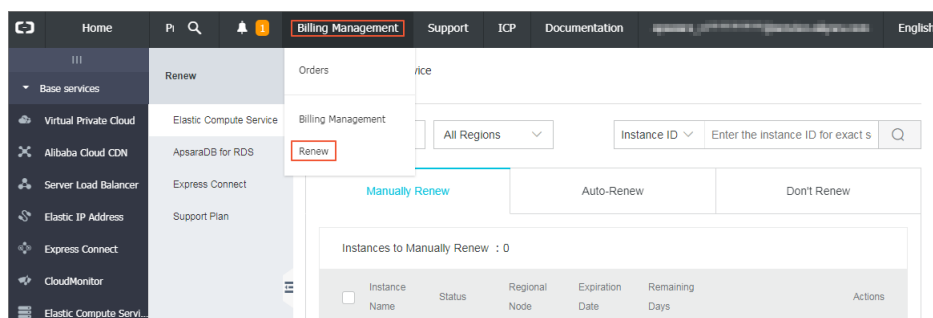 Home
P
1
Billing Management
Support
ICP
Documentation
English
Base services
Virtual Private Cloud
Alibaba Cloud CDN
Server Load Balancer
Elastic IP Address
Express Connect
CloudMonitor
Elastic Compute Servi...
Renew
Elastic Compute Service
ApsaraDB for RDS
Express Connect
Support Plan
Orders
Billing Management
Renew
vice
All Regions
Instance ID
Enter the instance ID for exact s
Manually Renew
Auto-Renew
Don't Renew
Instances to Manually Renew : 0
Instance
Name
Status
Regional
Node
Expiration
Date
Remaining
Days
Actions